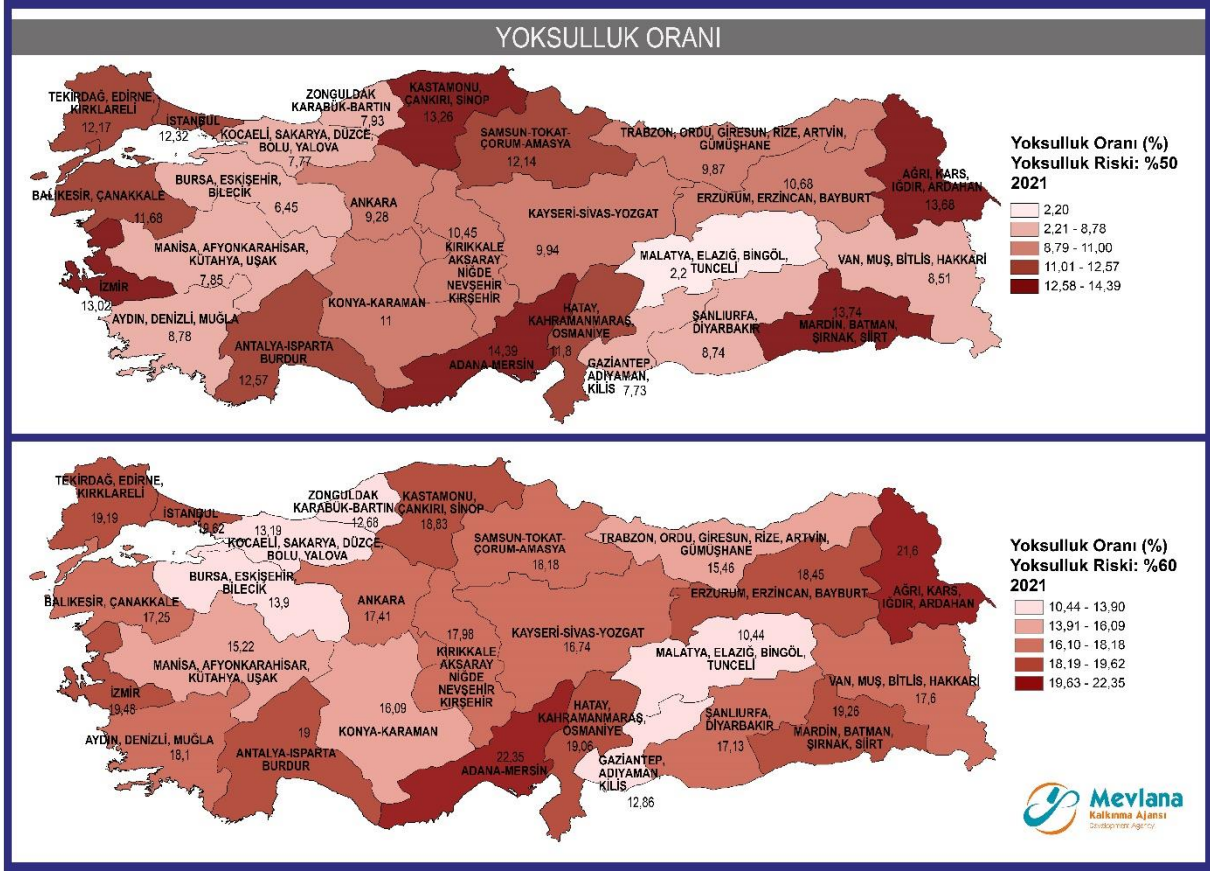 YOKSULLUK ORANI
TEKİRDAĞ, EDİRNE,
KIRKLARELİ
12,17
İSTANBUL
12,32
ZONGULDAK
KARABÜK-BARTIN
7,93
KASTAMONU,
ÇANKIRI, SİNOP
13,26
KOCAELİ, SAKARYA, DÜZCE,
BOLU, YALOVA
7,77
SAMSUN-TOKAT-
ÇORUM-AMASYA
12,14
TRABZON, ORDU, GİRESUN, RİZE, ARTVİN,
GÜMÜŞHANE
9,87
AĞRI, KARS,
IĞDIR, ARDAHAN
13,68
BALIKESİR, ÇANAKKALE
11,68
BURSA, ESKİŞEHİR,
BİLECİK
6,45
ANKARA
9,28
10,68
ERZURUM, ERZİNCAN, BAYBURT
KAYSERİ-SİVAS-YOZGAT
9,94
10,45
KIRIKKALE
AKSARAY
NİĞDE
NEVŞEHİR
KIRŞEHİR
MANİSA, AFYONKARAHİSAR,
KÜTAHYA, UŞAK
7,85
MALATYA, ELAZIĞ, BİNGÖL,
TUNCELİ
2,2
VAN, MUŞ, BİTLİS, HAKKARİ
8,51
İZMİR
13,02
AYDIN, DENİZLİ, MUĞLA
8,78
KONYA-KARAMAN
11
HATAY,
KAHRAMANMARAŞ,
OSMANİYE
11,8
ŞANLIURFA,
DİYARBAKIR
8,74
13,74
MARDİN, BATMAN,
ŞIRNAK, SİİRT
ANTALYA-ISPARTA
BURDUR
12,57
14,39
ADANA-MERSİN
GAZİANTEP,
ADIYAMAN,
KİLİS
7,73
Yoksulluk Oranı (%)
Yoksulluk Riski: %50
2021
2,20
2,21 - 8,78
8,79 - 11,00
11,01 - 12,57
12,58 - 14,39
TEKİRDAĞ, EDİRNE,
KIRKLARELİ
19,19
İSTANBUL
19,62
ZONGULDAK
KARABÜK-BARTIN
12,68
KASTAMONU,
ÇANKIRI, SİNOP
18,83
13,19
KOCAELİ, SAKARYA, DÜZCE,
BOLU, YALOVA
SAMSUN-TOKAT-
ÇORUM-AMASYA
18,18
TRABZON, ORDU, GİRESUN, RİZE, ARTVİN,
GÜMÜŞHANE
15,46
21,6
AĞRI, KARS,
IĞDIR, ARDAHAN
BURSA, ESKİŞEHİR
BİLECİK
13,9
BALIKESİR, ÇANAKKALE
17,25
ANKARA
17,41
18,45
ERZURUM, ERZİNCAN, BAYBURT
KAYSERİ-SİVAS-YOZGAT
16,74
17,98
KIRIKKALE
AKSARAY
NİĞDE
NEVŞEHİR
KIRŞEHİR
15,22
MANİSA, AFYONKARAHİSAR,
KÜTAHYA, UŞAK
10,44
MALATYA, ELAZIĞ, BİNGÖL,
TUNCELİ
VAN, MUŞ, BİTLİS, HAKKARİ
17,6
İZMİR
19,48
16,09
KONYA-KARAMAN
HATAY,
KAHRAMANMARAŞ,
OSMANİYE
19,06
ŞANLIURFA,
DİYARBAKIR
17,13
19,26
MARDİN, BATMAN,
ŞIRNAK, SİİRT
AYDIN, DENİZLİ, MUĞLA
18,1
19
ANTALYA-ISPARTA
BURDUR
22,35
ADANA-MERSİN
GAZİANTEP,
ADIYAMAN,
KİLİS
12,86
Yoksulluk Oranı (%)
Yoksulluk Riski: %60
2021
10,44 - 13,90
13,91 - 16,09
16,10 - 18,18
18,19 - 19,62
19,63 - 22,35
Mevlana
Kalkınma Ajansı
Development Agency